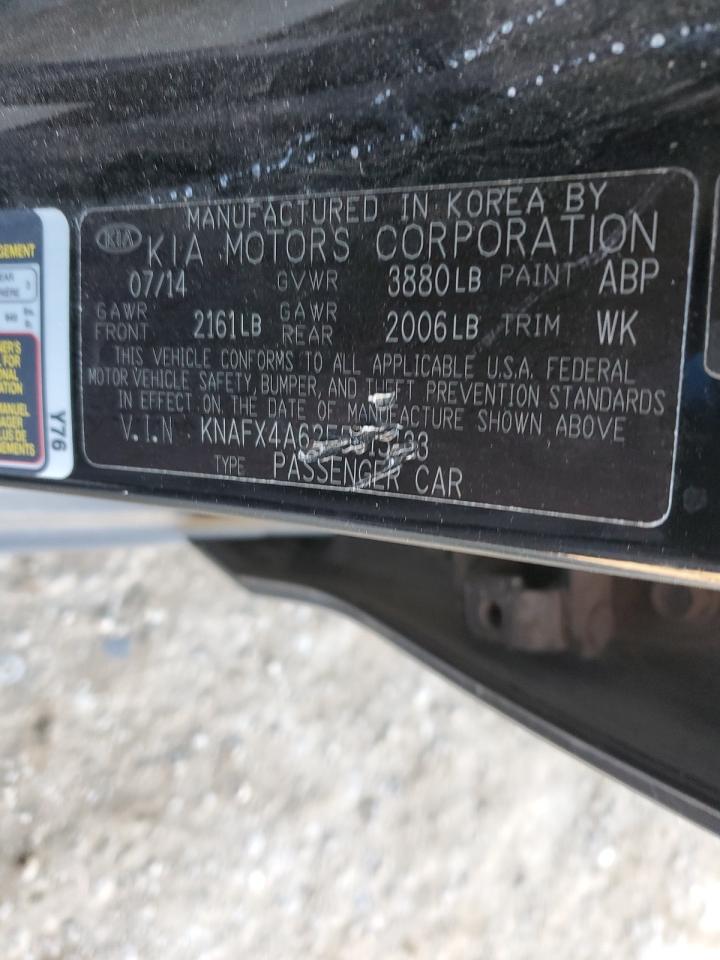 MANUFACTURED IN KOREA BY
KIA KIA MOTORS CORPORATION
07/14 GVWR 3880LB PAINT ABP
GAWR FRONT 2161LB GAWR REAR 2006LB TRIM WK
THIS VEHICLE CONFORMS TO ALL APPLICABLE U.S.A. FEDERAL
MOTOR VEHICLE SAFETY, BUMPER, AND THEFT PREVENTION STANDARDS
IN EFFECT ON THE DATE OF MANUFACTURE SHOWN ABOVE
V.I.N
TYPE PASSENGER CAR
Y76